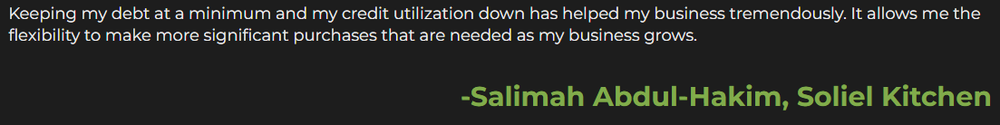 Keeping my debt at a minimum and my credit utilization down has helped my business tremendously. It allows me the
flexibility to make more significant purchases that are needed as my business grows.
-Salimah Abdul-Hakim, Soliel Kitchen